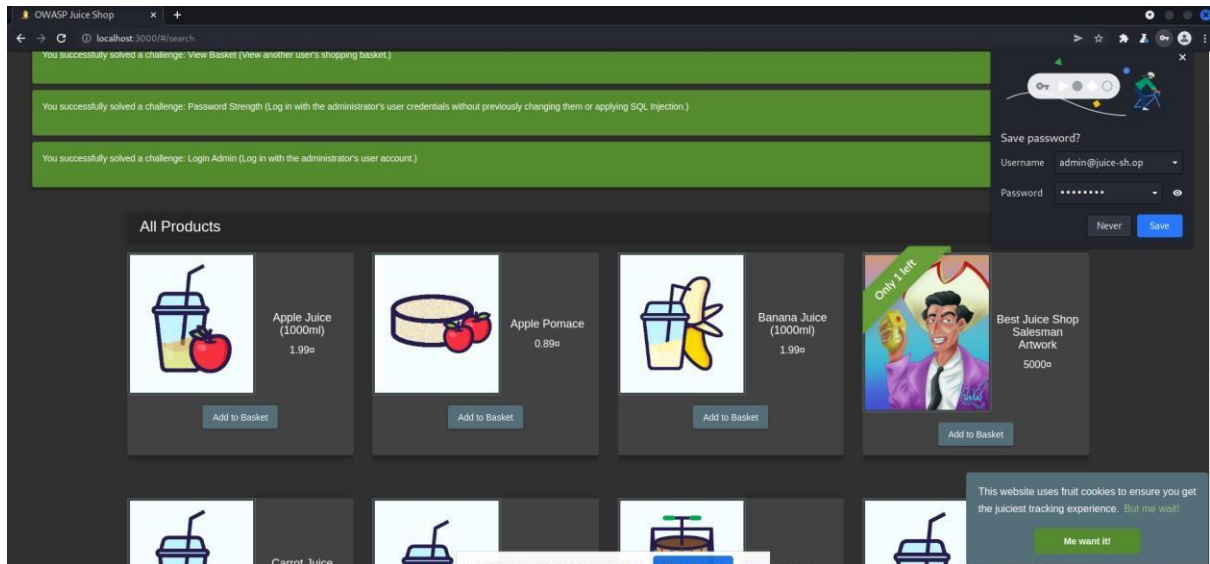 OWASP Juice Shop
localhost:3000/#/search
You successfully solved a challenge: View Basket (View another user's shopping basket.)
You successfully solved a challenge: Password Strength (Log in with the administrator's user credentials without previously changing them or applying SQL Injection.)
You successfully solved a challenge: Login Admin (Log in with the administrator's user account.)
Save password?
Username admin@juice-sh.op
Password ••••••••
Never Save
All Products
Apple Juice
(1000ml)
1.99¤
Add to Basket
Apple Pomace
0.89¤
Add to Basket
Banana Juice
(1000ml)
1.99¤
Add to Basket
Only 1 left
Best Juice Shop
Salesman
Artwork
5000¤
Add to Basket
Carrot Juice
This website uses fruit cookies to ensure you get
the juiciest tracking experience. But me wait!
Me want it!